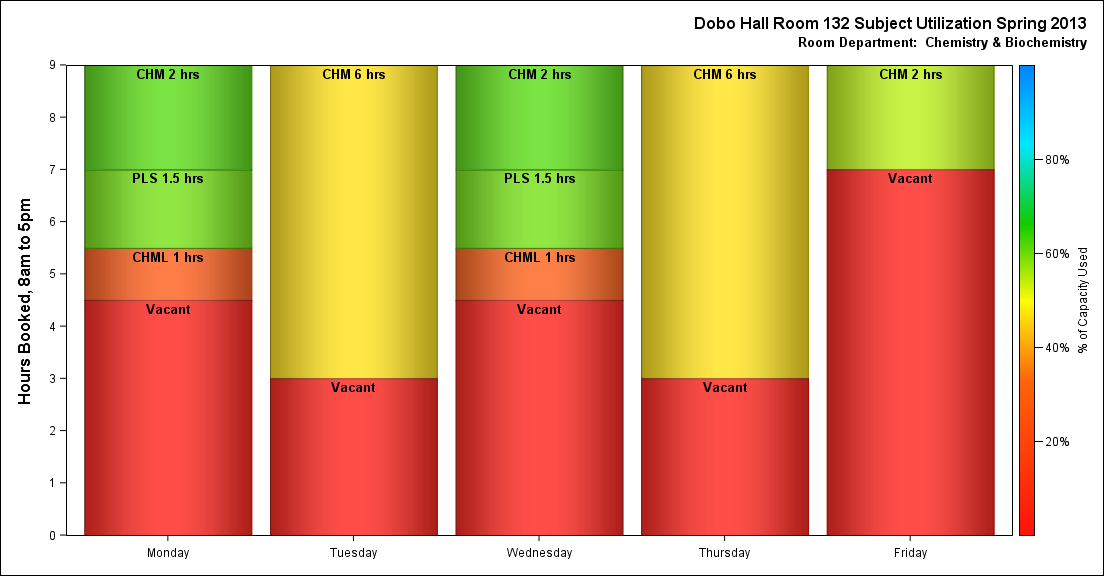 Dobo Hall Room 132 Subject Utilization Spring 2013
Room Department:  Chemistry & Biochemistry
Hours Booked, 8am to 5pm
9
8
7
6
5
4
3
2
1
0
CHM 2 hrs
PLS 1.5 hrs
CHML 1 hrs
Vacant
CHM 6 hrs
Vacant
CHM 2 hrs
PLS 1.5 hrs
CHML 1 hrs
Vacant
CHM 6 hrs
Vacant
CHM 2 hrs
Vacant
Monday
Tuesday
Wednesday
Thursday
Friday
80%
60%
40%
20%
% of Capacity Used